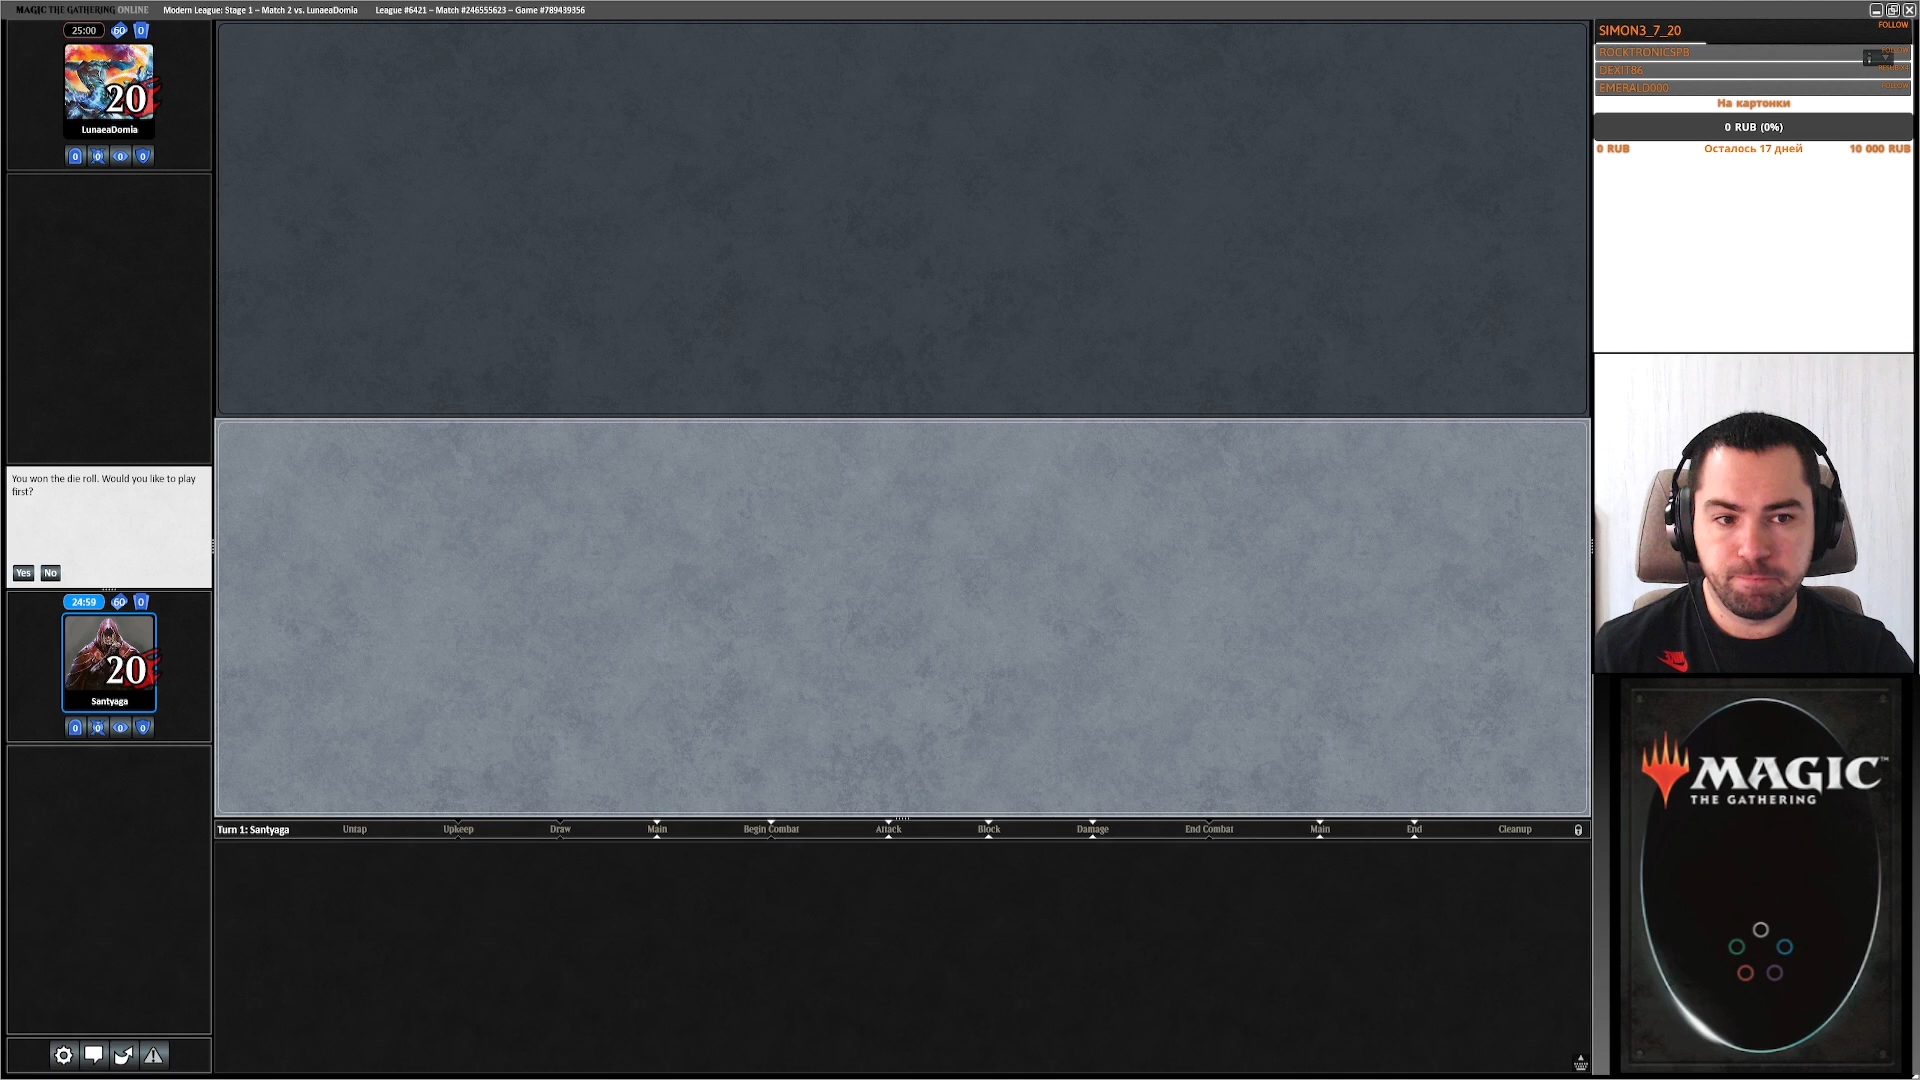 MAGIC THE GATHERING ONLINE Modern League: Stage 1 – Match 2 vs. LunaeaDomia League #6421 – Match #246555623 – Game #789439356
25:00 60 0
20
LunaeaDomia
0 0 0 0
You won the die roll. Would you like to play
first?
Yes No
24:59 60 0
20
Santyaga
0 0 0 0
Turn 1: Santyaga Untap Upkeep Draw Main Begin Combat Attack Block Damage End Combat Main End Cleanup
SIMON3_7_20 FOLLOW
ROCKTRONICSPB FOLLOW
DEXIT86
EMERALD000 FOLLOW
На картонки
0 RUB (0%)
0 RUB Осталось 17 дней 10 000 RUB
MAGIC
THE GATHERING